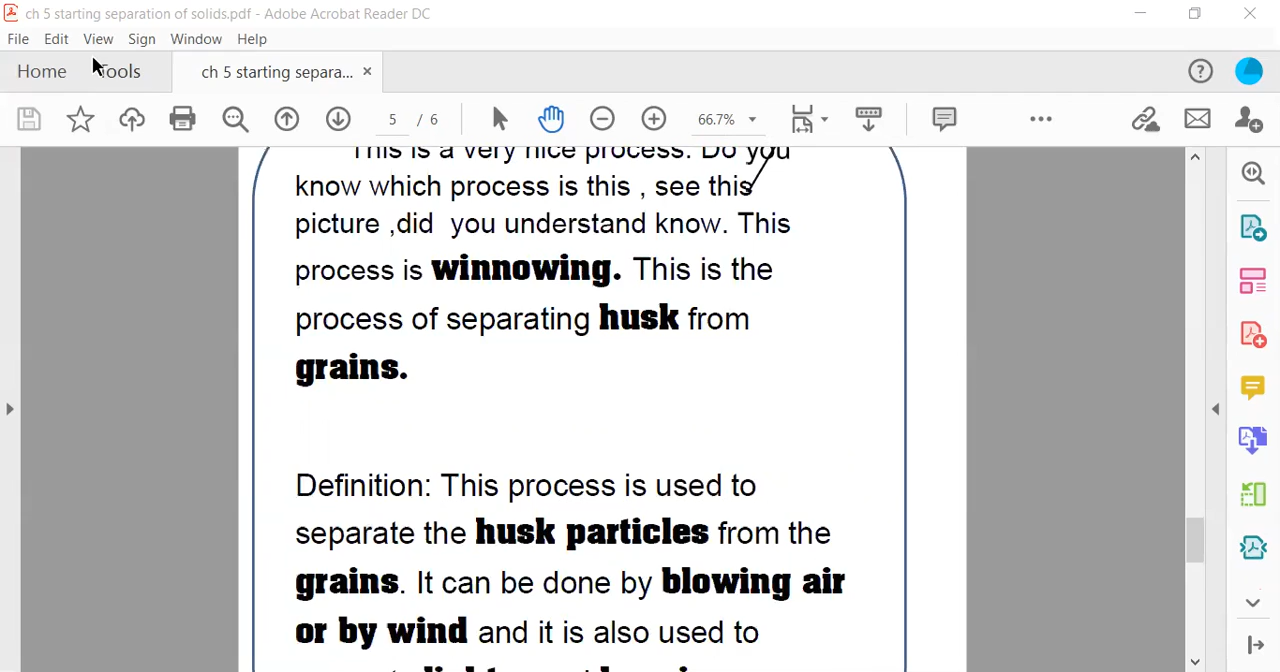 ch 5 starting separation of solids.pdf - Adobe Acrobat Reader DC
File Edit View Sign Window Help
Home Tools ch 5 starting separa... ×
5 / 6 66.7%
This is a very nice process. Do you
know which process is this , see this
picture ,did you understand know. This
process is winnowing. This is the
process of separating husk from
grains.
Definition: This process is used to
separate the husk particles from the
grains. It can be done by blowing air
or by wind and it is also used to